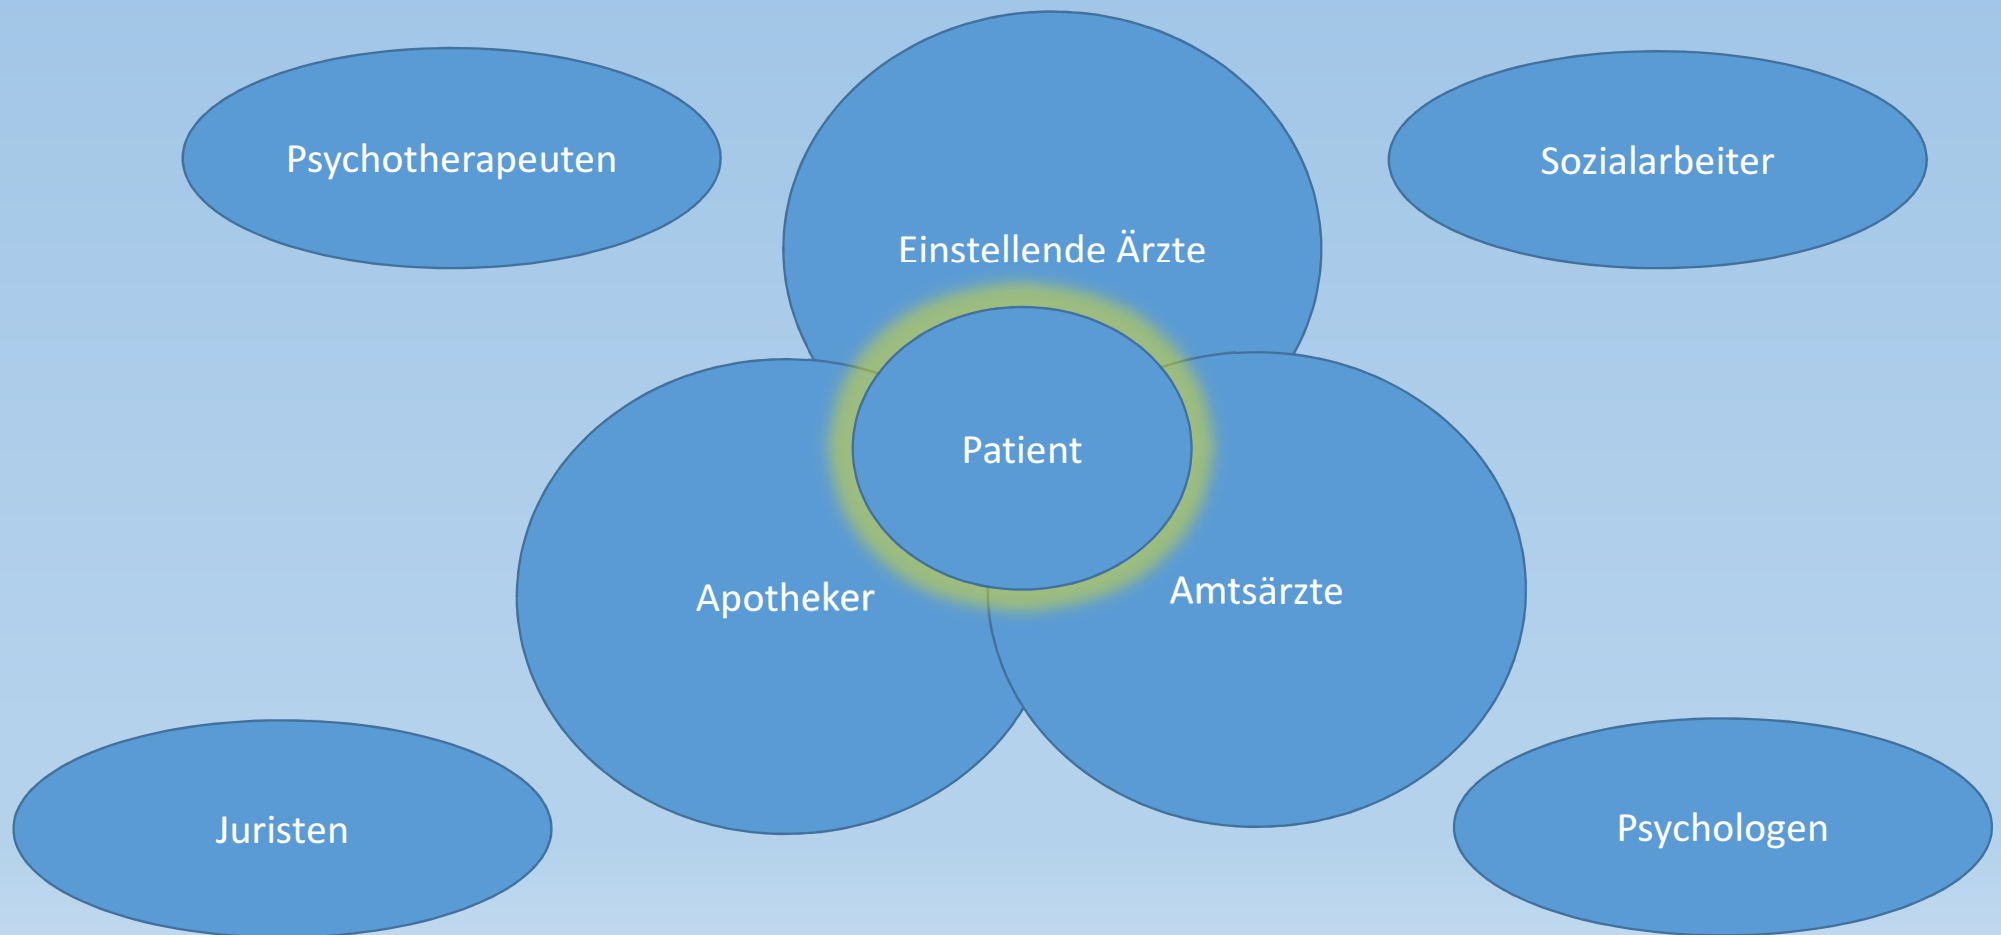 Psychotherapeuten
Sozialarbeiter
Einstellende Ärzte
Patient
Apotheker
Amtsärzte
Juristen
Psychologen